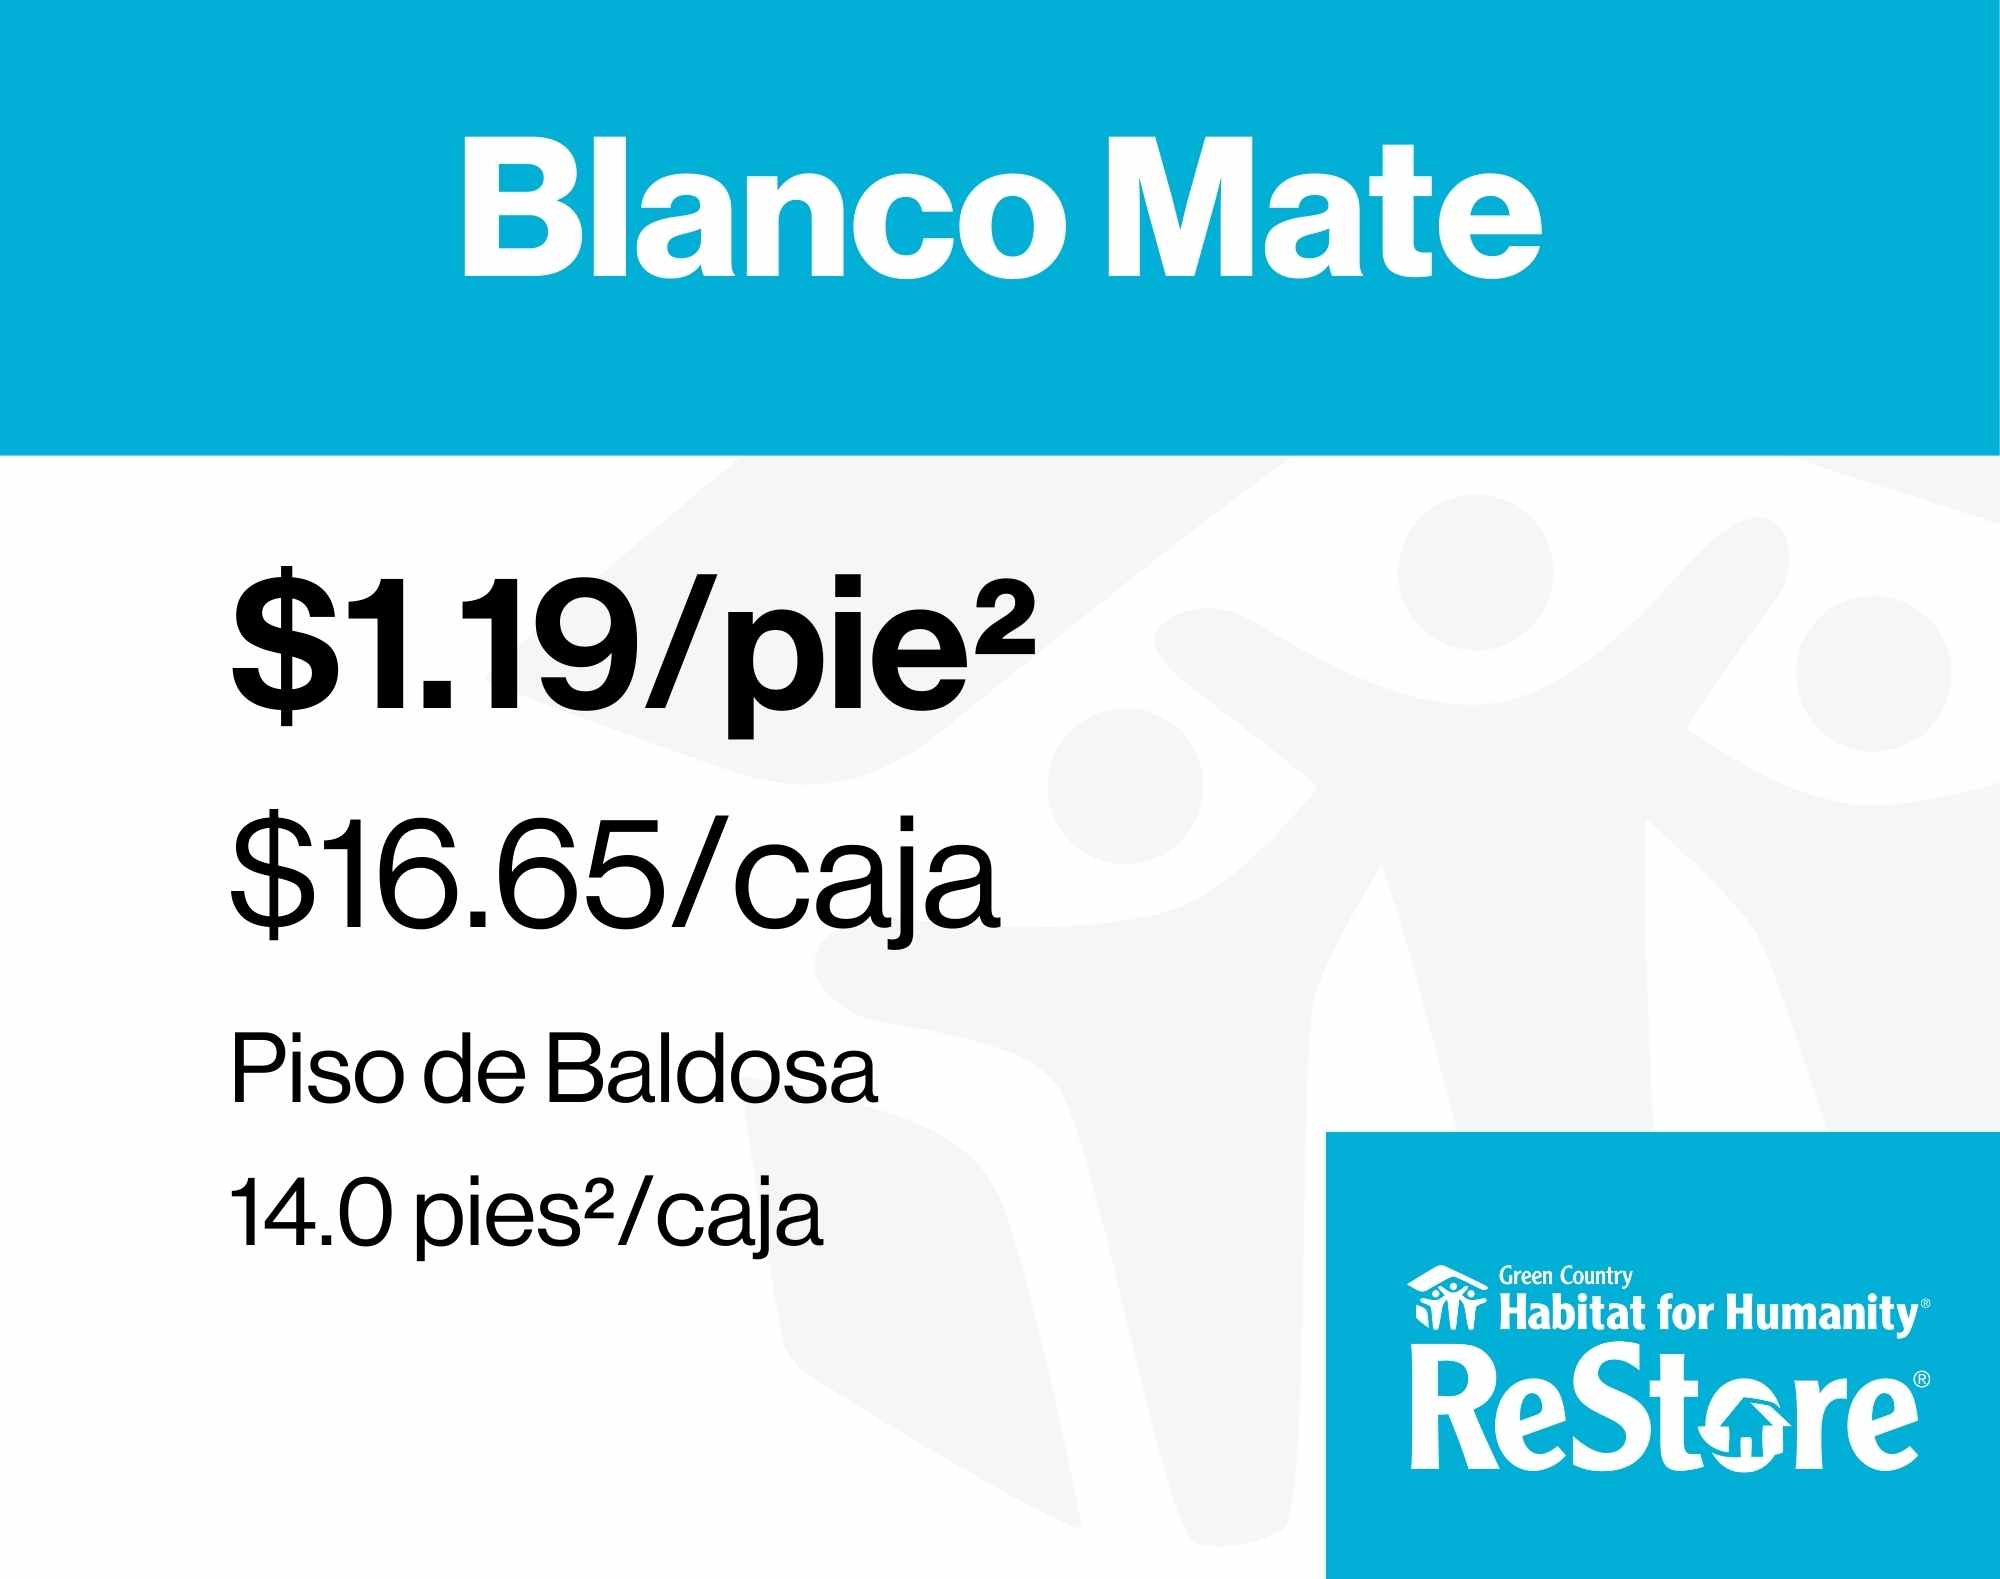 Blanco Mate
$1.19/pie²
$16.65/caja
Piso de Baldosa
14.0 pies²/caja
Green Country
Habitat for Humanity®
ReStore®